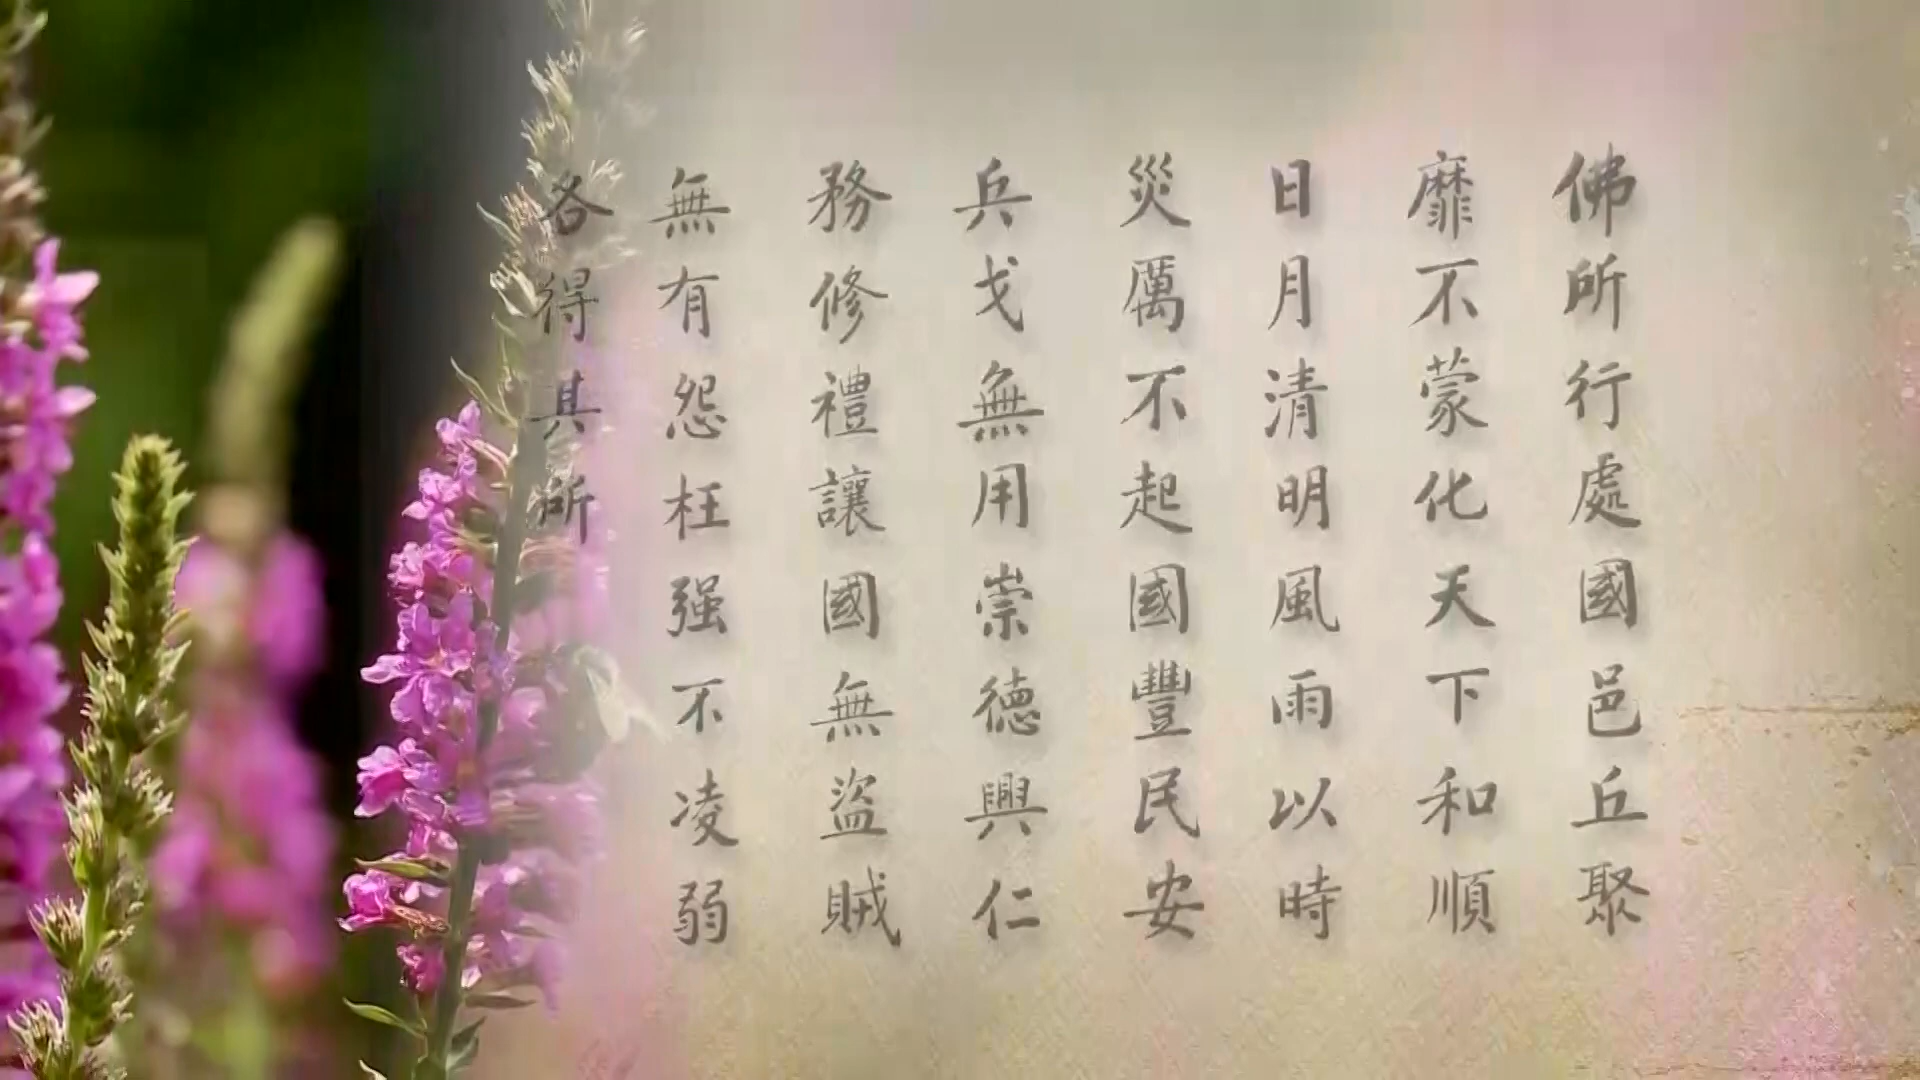 佛所行處國邑丘聚
靡不蒙化天下和順
日月清明風雨以時
災厲不起國豐民安
兵戈無用崇德興仁
務修禮讓國無盜賊
無有怨枉强不凌弱
各得其所